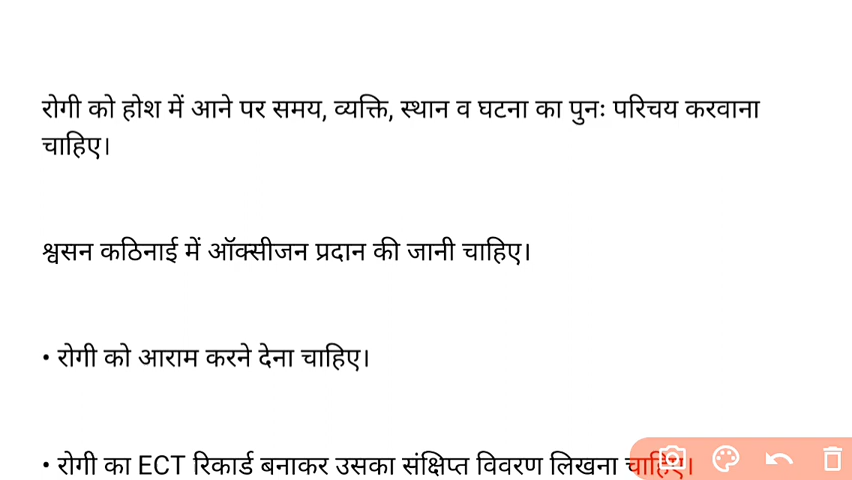 रोगी को होश में आने पर समय, व्यक्ति, स्थान व घटना का पुनः परिचय करवाना
चाहिए।
श्वसन कठिनाई में ऑक्सीजन प्रदान की जानी चाहिए।
• रोगी को आराम करने देना चाहिए।
• रोगी का ECT रिकार्ड बनाकर उसका संक्षिप्त विवरण लिखना चाहिए।